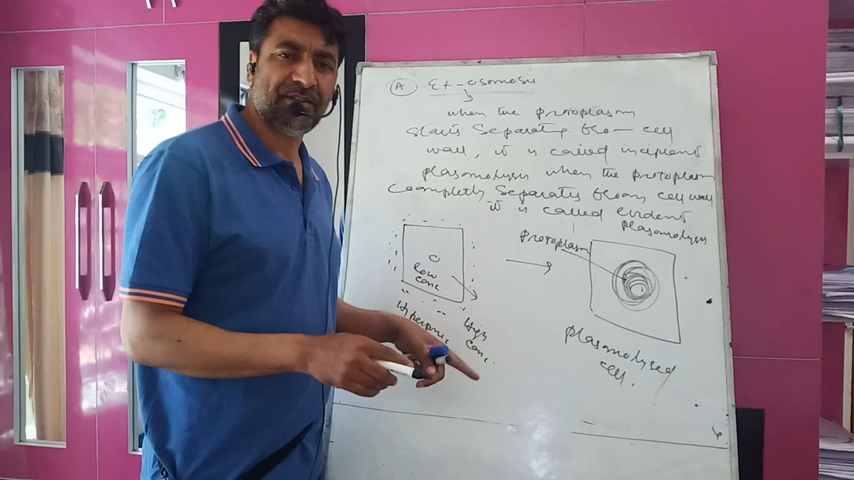 (A) Ex-osmosis
when the protoplasm
starts separating from cell
wall, it is called incipient
plasmolysis when the protoplasm
completly separates from cell wall
it is called evident
plasmolysis
Protoplasm
low
conc
Hypertonic
High
conc.
plasmolysed
cell.